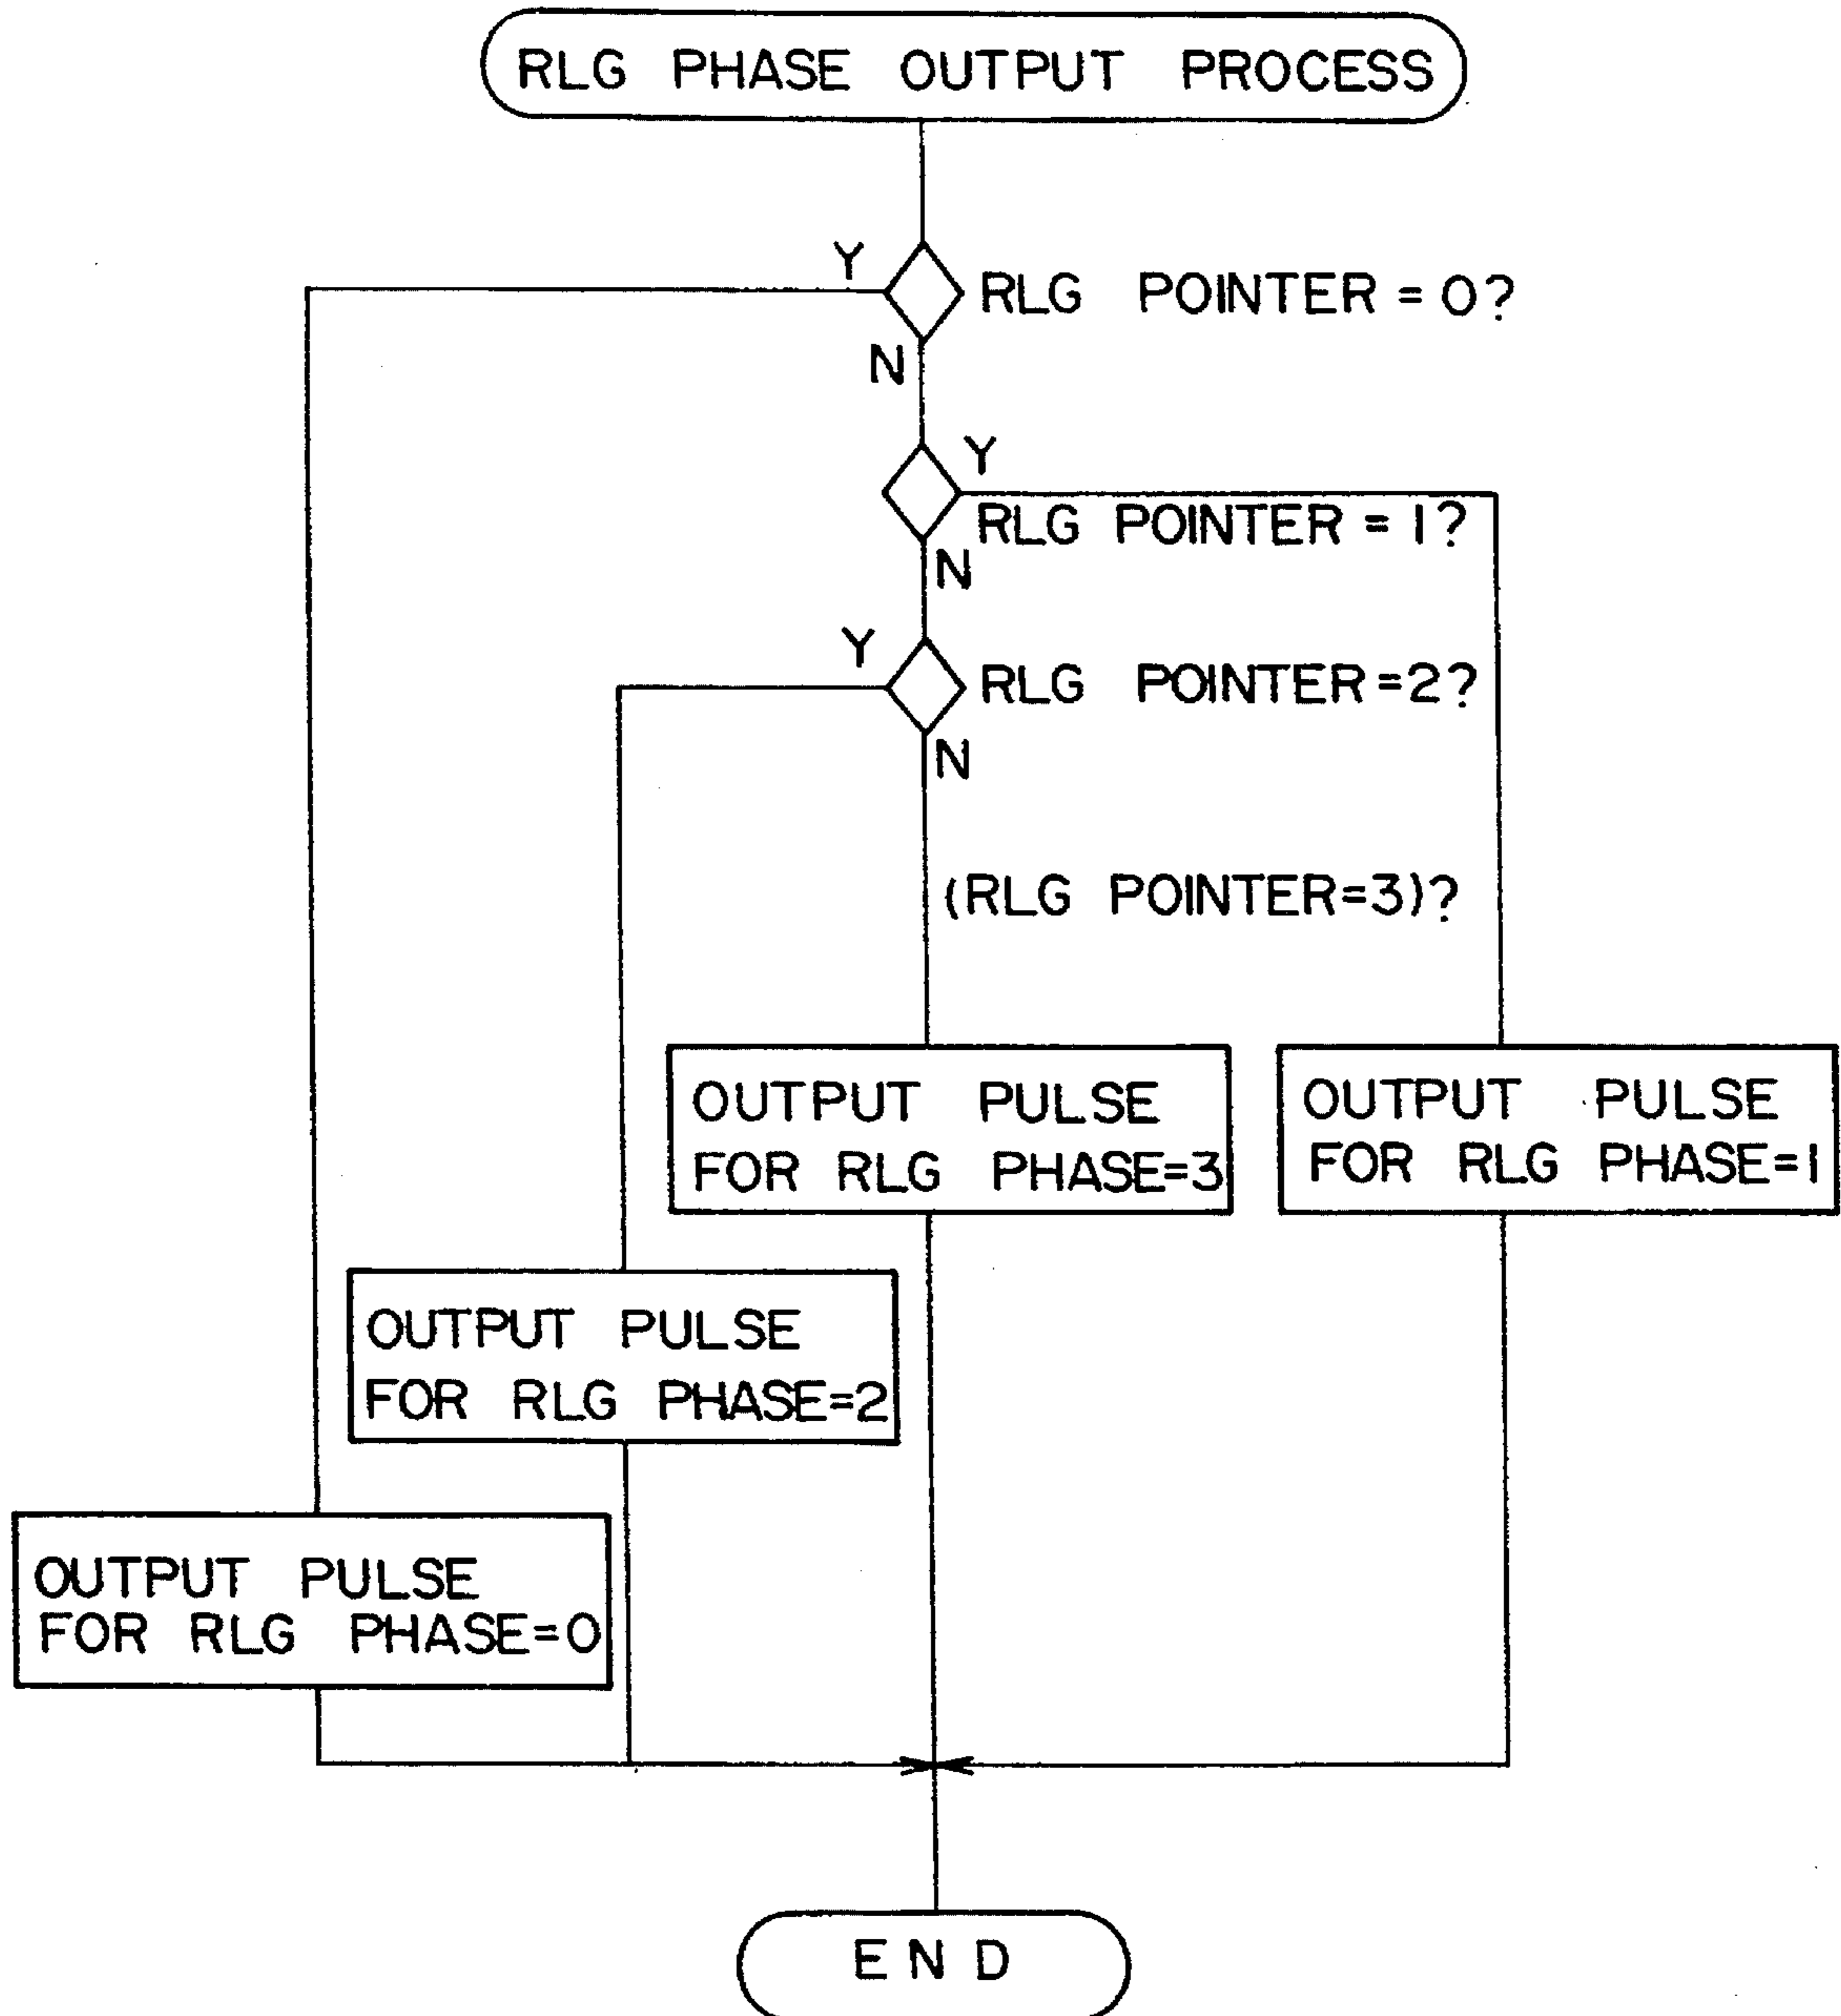 RLG PHASE OUTPUT PROCESS
Y
RLG POINTER = 0?
N
Y
RLG POINTER = 1?
N
Y
RLG POINTER=2?
N
(RLG POINTER=3)?
OUTPUT PULSE
FOR RLG PHASE=3
OUTPUT PULSE
FOR RLG PHASE=1
OUTPUT PULSE
FOR RLG PHASE=2
OUTPUT PULSE
FOR RLG PHASE=0
END